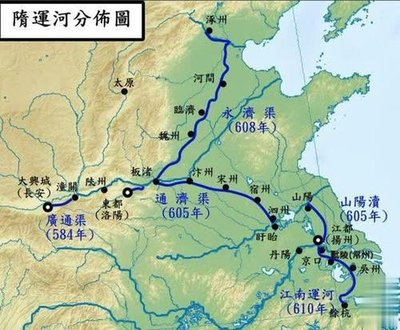 隋運河分佈圖
涿州
太原
河間
永濟渠
(608年)
臨濟
魏州
大興城
(長安)
潼關
陝州
板渚
汴州
宋州
東都
(洛陽)
通濟渠
(605年)
廣通渠
(584年)
宿州
泗州
盱眙
山陽
山陽瀆
(605年)
江都
(揚州)
丹陽
京口
毗陵(常州)
吳州
江南運河
(610年
餘杭